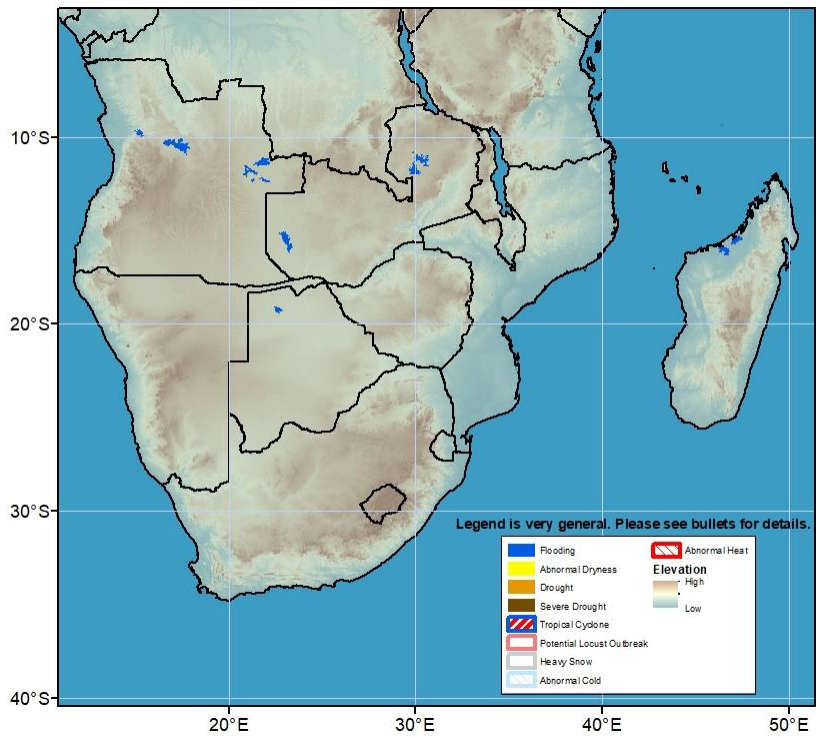 10°S
20°S
30°S
40°S
20°E
30°E
40°E
50°E
Legend is very general. Please see bullets for details.
Flooding
Abnormal Dryness
Drought
Severe Drought
Tropical Cyclone
Potential Locust Outbreak
Heavy Snow
Abnormal Cold
Abnormal Heat
Elevation
High
Low